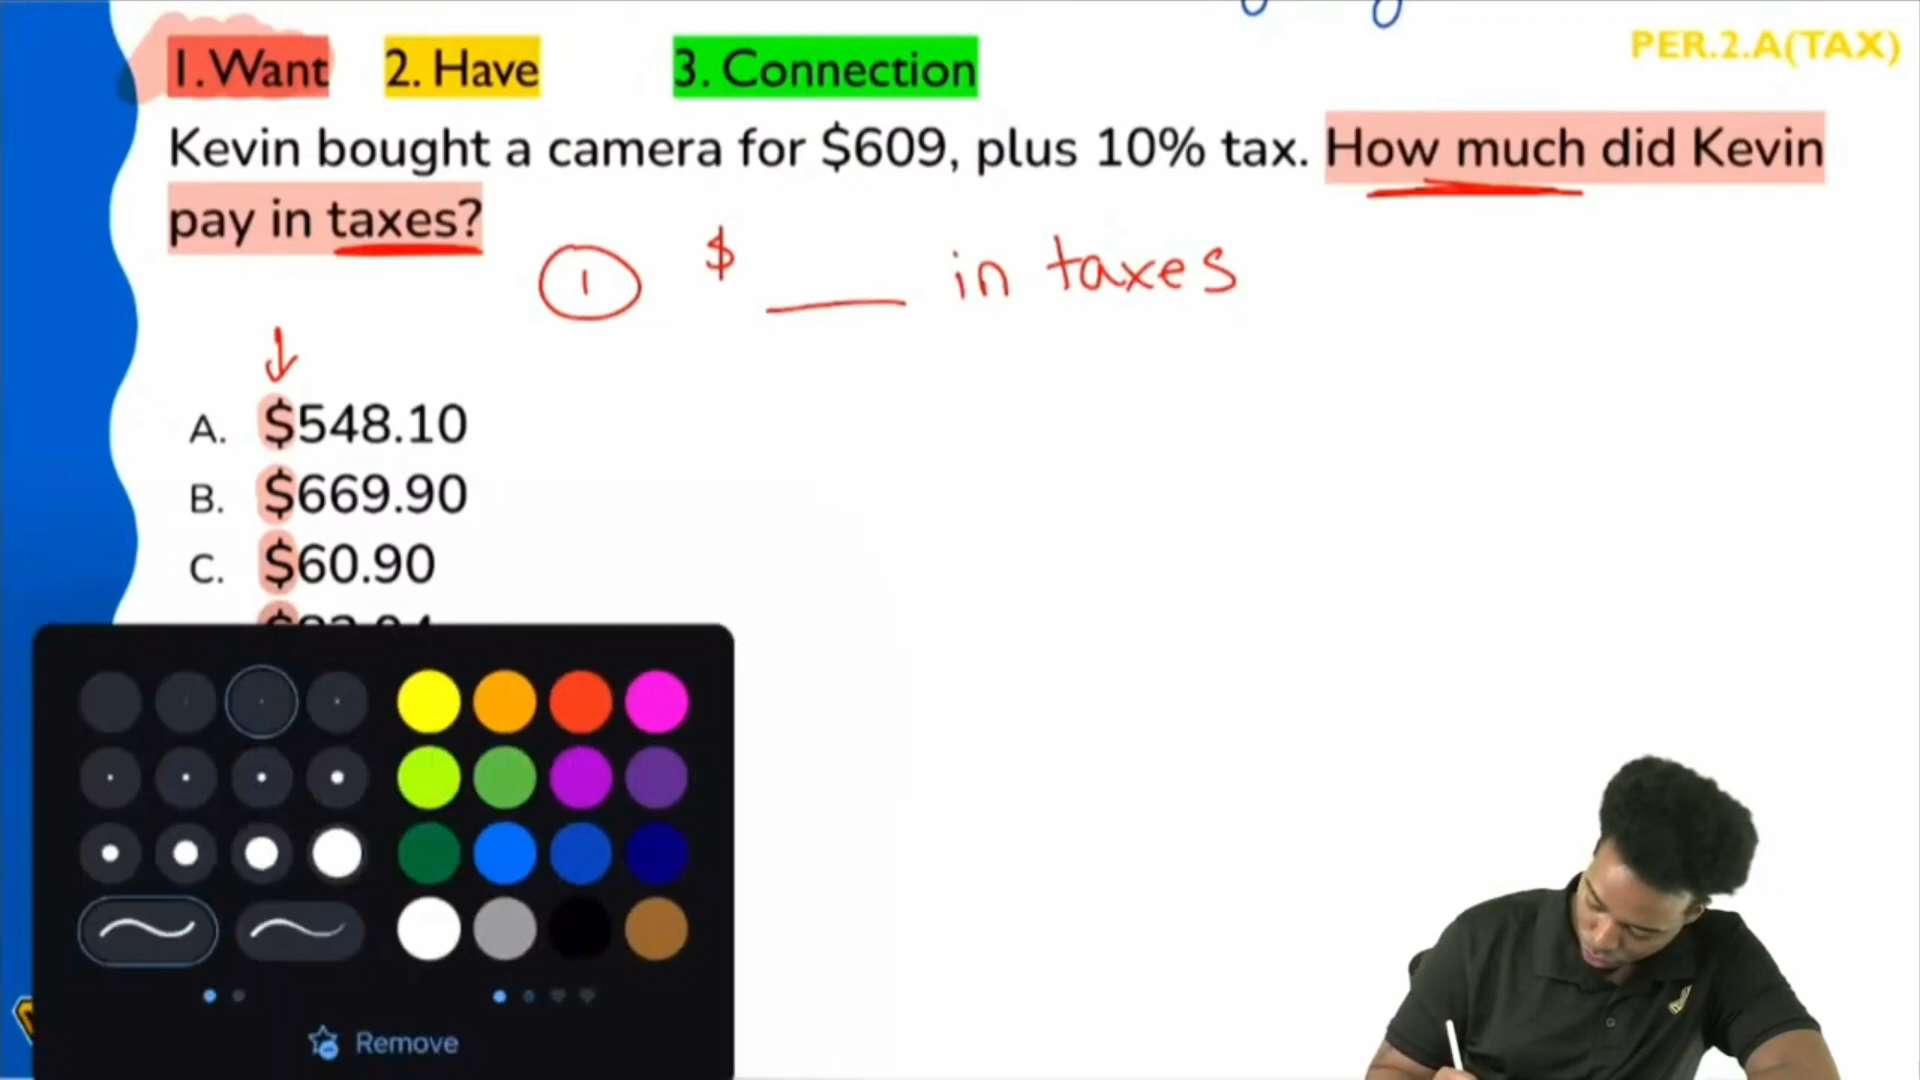 1. Want 2. Have 3. Connection
PER.2.A(TAX)
Kevin bought a camera for $609, plus 10% tax. How much did Kevin
pay in taxes?
1 $ ___ in taxes
A. $548.10
B. $669.90
C. $60.90
Remove